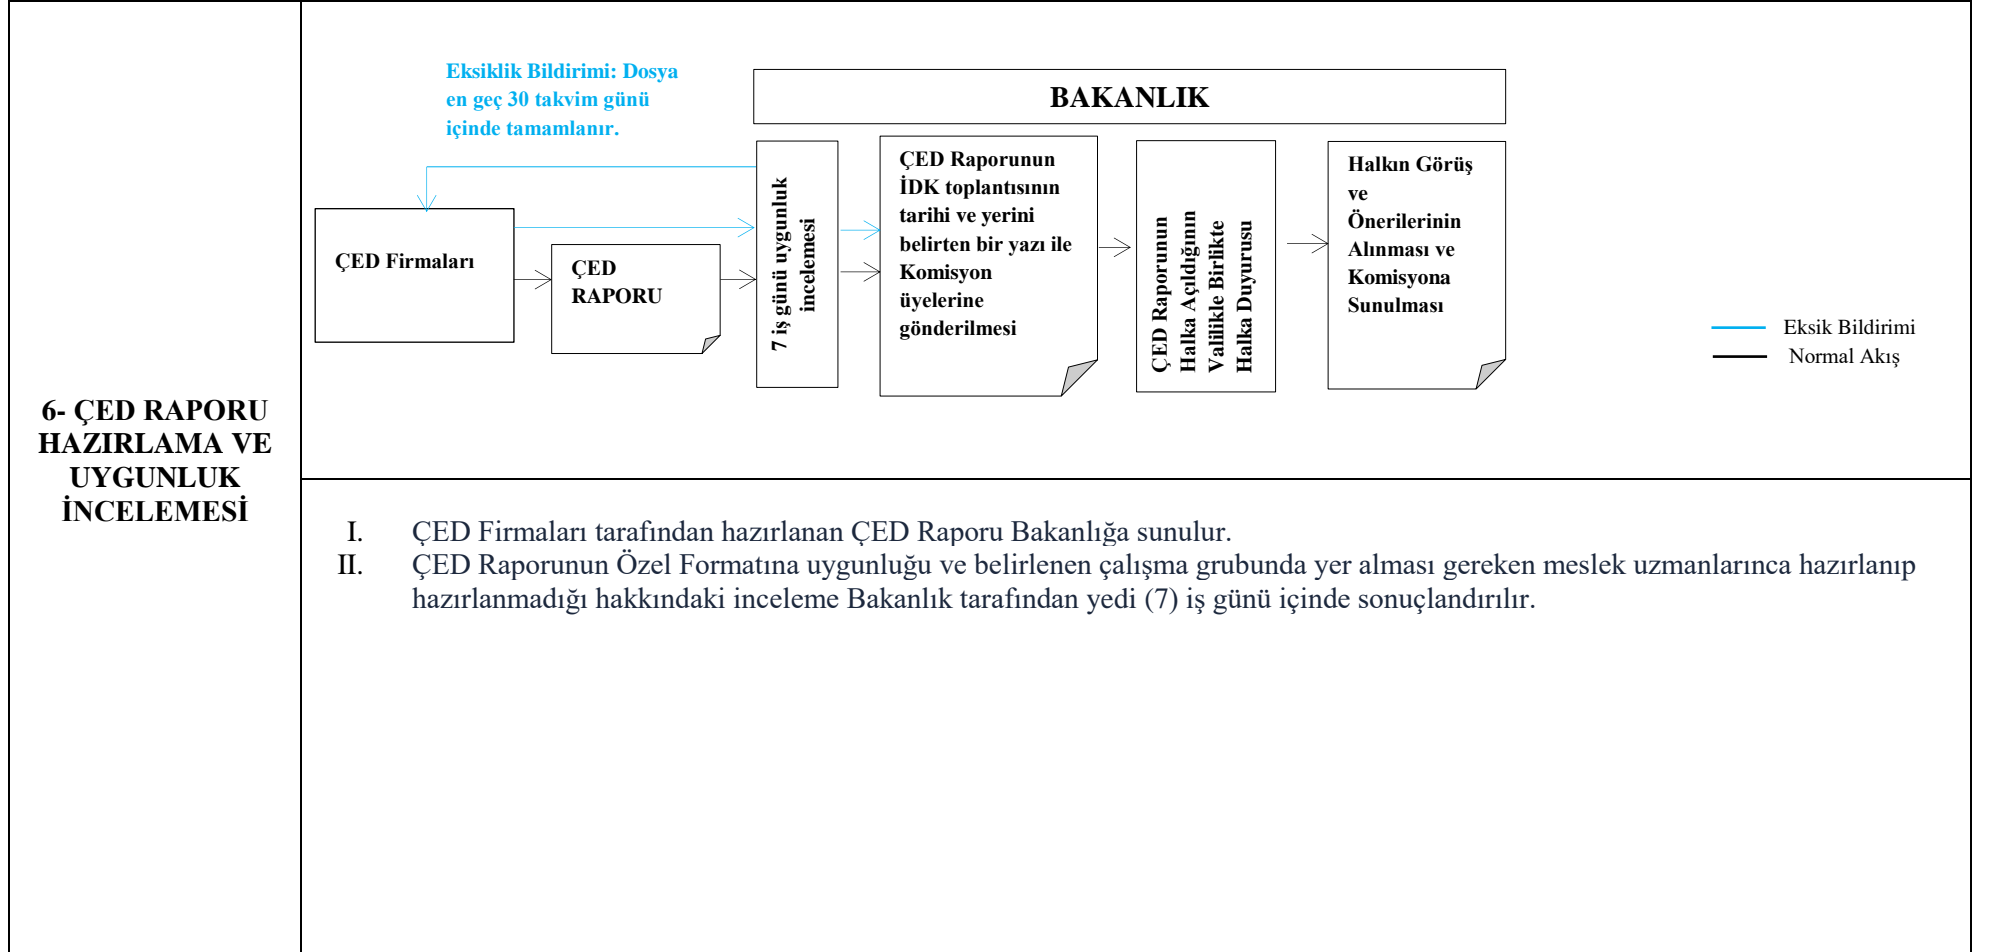 6- ÇED RAPORU
HAZIRLAMA VE
UYGUNLUK
İNCELEMESİ
Eksiklik Bildirimi: Dosya
en geç 30 takvim günü
içinde tamamlanır.
BAKANLIK
ÇED Firmaları
ÇED
RAPORU
7 iş günü uygunluk
incelemesi
ÇED Raporunun
İDK toplantısının
tarihi ve yerini
belirten bir yazı ile
Komisyon
üyelerine
gönderilmesi
ÇED Raporunun
Halka Açıldığının
Valilikle Birlikte
Halka Duyurusu
Halkın Görüş
ve
Önerilerinin
Alınması ve
Komisyona
Sunulması
Eksik Bildirimi
Normal Akış
I. ÇED Firmaları tarafından hazırlanan ÇED Raporu Bakanlığa sunulur.
II. ÇED Raporunun Özel Formatına uygunluğu ve belirlenen çalışma grubunda yer alması gereken meslek uzmanlarınca hazırlanıp
hazırlanmadığı hakkındaki inceleme Bakanlık tarafından yedi (7) iş günü içinde sonuçlandırılır.